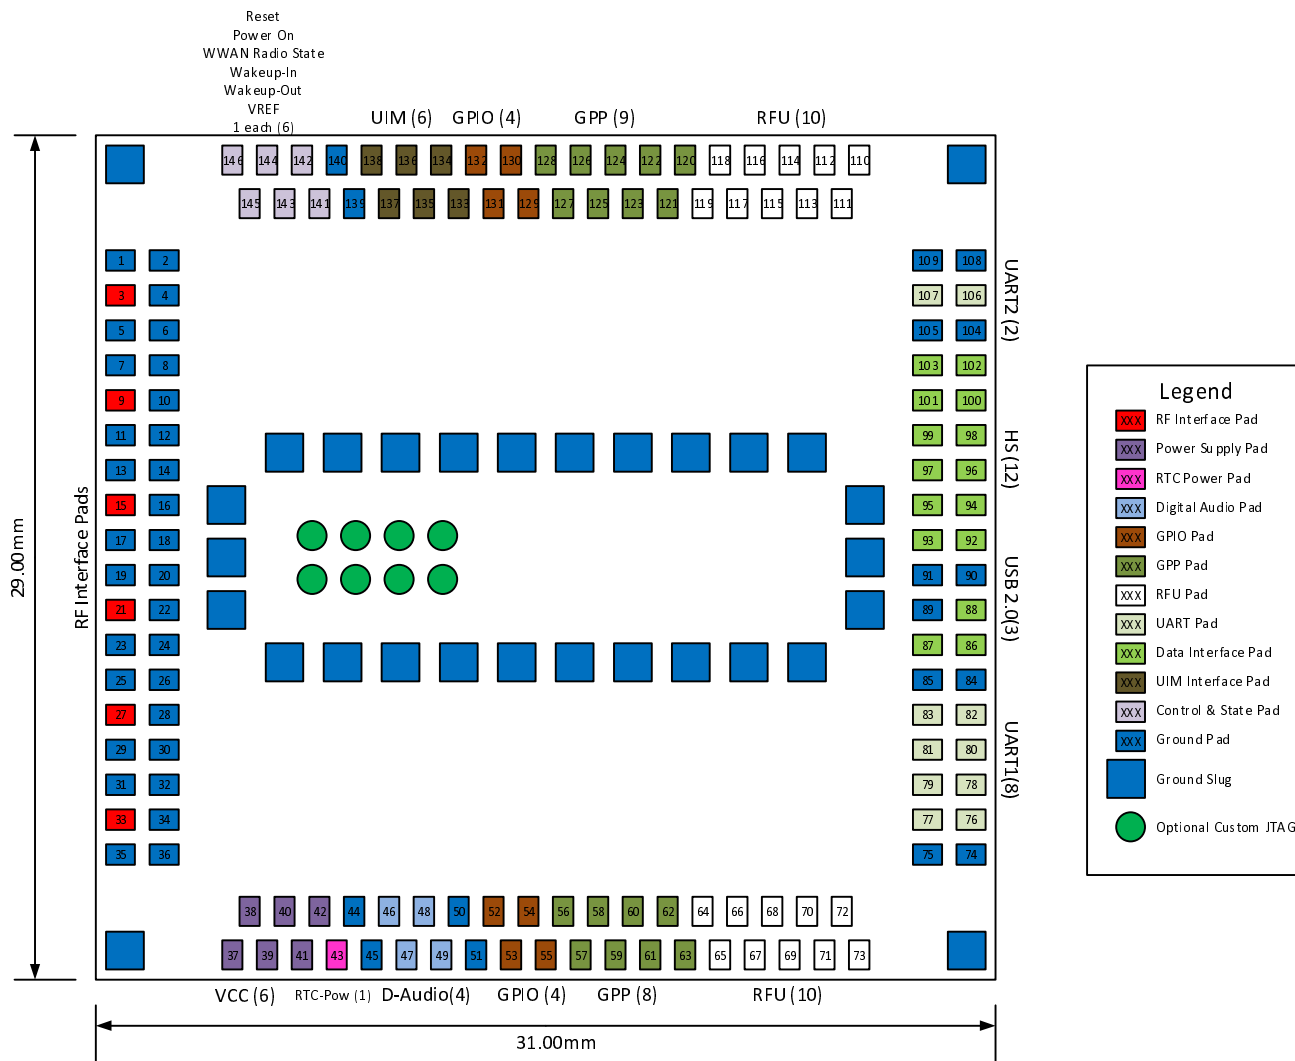 Reset
Power On
WWAN Radio State
Wakeup-In
Wakeup-Out
VREF
1 each (6)
UIM (6) GPIO (4) GPP (9) RFU (10)
146 144 142 140 138 136 134 132 130 128 126 124 122 120 118 116 114 112 110
145 143 141 139 137 135 133 131 129 127 125 123 121 119 117 115 113 111
1 2 109 108
3 4 107 106
5 6 105 104
7 8 103 102
9 10 101 100
11 12 99 98
13 14 97 96
15 16 95 94
17 18 93 92
19 20 91 90
21 22 89 88
23 24 87 86
25 26 85 84
27 28 83 82
29 30 81 80
31 32 79 78
33 34 77 76
35 36 75 74
38 40 42 44 46 48 50 52 54 56 58 60 62 64 66 68 70 72
37 39 41 43 45 47 49 51 53 55 57 59 61 63 65 67 69 71 73
VCC (6) RTC-Pow (1) D-Audio(4) GPIO (4) GPP (8) RFU (10)
31.00mm
29.00mm
RF Interface Pads
UART2 (2)
HS (12)
USB 2.0(3)
UART1(8)
Legend
XXX RF Interface Pad
XXX Power Supply Pad
XXX RTC Power Pad
XXX Digital Audio Pad
XXX GPIO Pad
XXX GPP Pad
XXX RFU Pad
XXX UART Pad
XXX Data Interface Pad
XXX UIM Interface Pad
XXX Control & State Pad
XXX Ground Pad
Ground Slug
Optional Custom JTAG